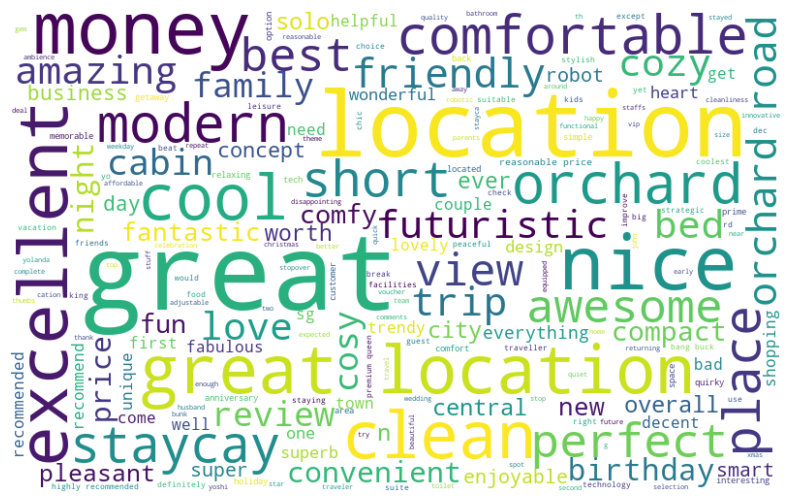 money
best
solo
helpful
option
quality
bathroom
th
except
stayed
reasonable
choice
stylish
comfortable
cozy
road
gem
ambience
amazing
family
friendly
robot
back
around
get
business
getaway
wonderful
robotic
suitable
yet
heart
deal
leisure
away
kids
staffs
cleanliness
memorable
modern
need
chic
stayca
location
functional
happy
vip
innovative
weekday
beat
repeat
theme
concept
parents
simple
size
dec
excellent
night
yo
cabin
located
reasonable price
coolest
affordable
relaxing
tech
short
ever
check
orchard
orchard
day
cool
disappointing
comfy
couple
improve
big
strategic
prime
vacation
fantastic
worth
futuristic
bed
rd
near
friends
celebration
christmas
better
quick
lovely
peaceful
design
john
yolanda
top
great
view
nice
complete
stuff
would
stopover
customer
break
facilities
equipped
early
cation
king
food
voucher
trip
awesome
place
thumbs
adjustable
two
team
sg
fun
love
cosy
trendy
city
everything
compact
shopping
thank
expected
comments
home
first
fabulous
guest
comfort
traveller
returning
bang buck
recommended
recommend
price
unique
great location
premium queen
travel
quiet
space
bad
quirky
enough
staying
anniversary
wedding
stop
come
husband
review
town
central
new
overall
use
bunk
well
one
n
area
try
clean
beautiful
right
future
decent
staycay
superb
spot
perfect
g
xmas
pleasant
super
convenient
enjoyable
birthday
smart
interesting
highly recommended
definitely
yoshi
holiday
star
traveler
suite
toilet
second
technology
selection